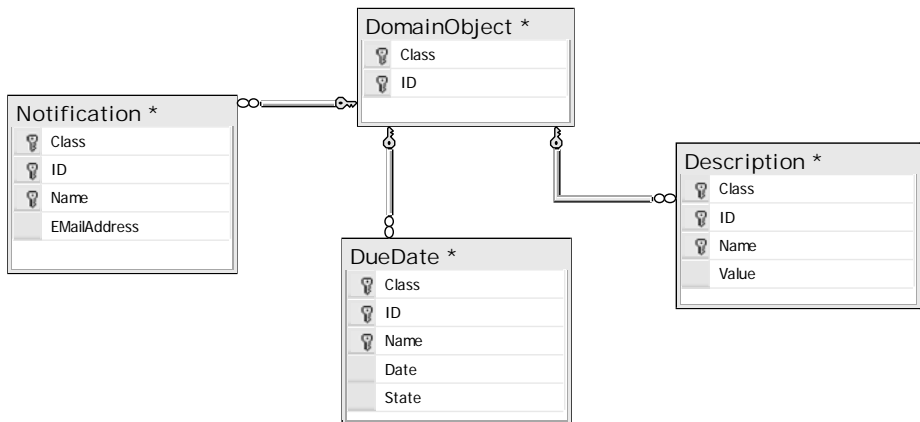 DomainObject *
Class
ID
Notification *
Class
ID
Name
EMailAddress
Description *
Class
ID
Name
Value
DueDate *
Class
ID
Name
Date
State